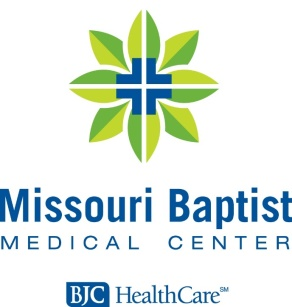 Missouri Baptist
MEDICAL CENTER
BJC HealthCare℠